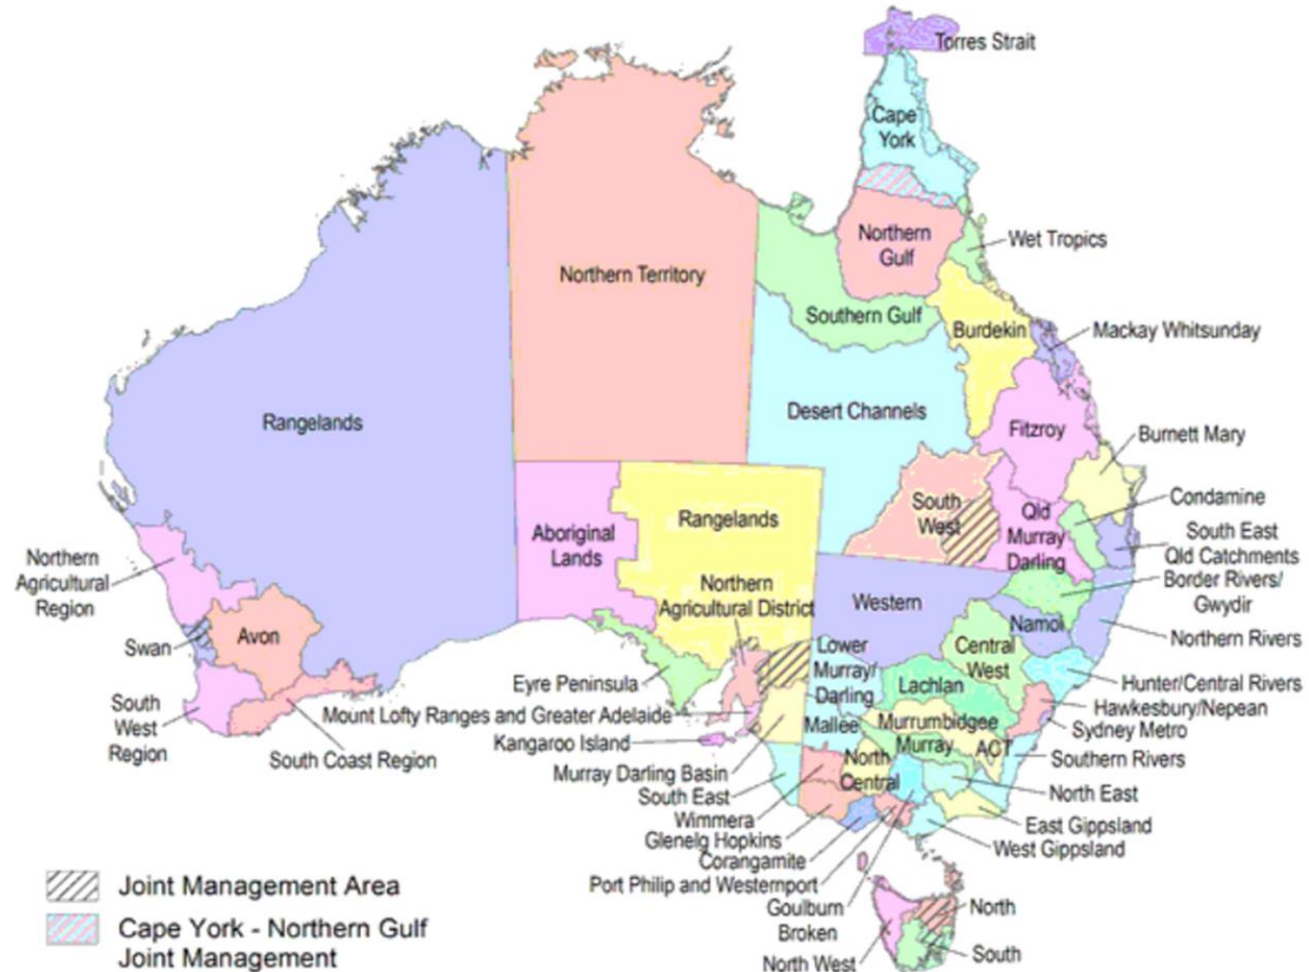 Torres Strait
Cape
York
Northern
Gulf
Wet Tropics
Northern Territory
Southern Gulf
Burdekin
Mackay Whitsunday
Rangelands
Desert Channels
Fitzroy
Burnett Mary
South
West
Condamine
Rangelands
Aboriginal
Lands
Qld
Murray
Darling
South East
Qld Catchments
Northern
Agricultural
Region
Northern
Agricultural District
Border Rivers/
Gwydir
Western
Namoi
Northern Rivers
Swan
Avon
Lower
Murray/
Darling
Central
West
Eyre Peninsula
Lachlan
Hunter/Central Rivers
Hawkesbury/Nepean
South
West
Region
Mount Lofty Ranges and Greater Adelaide
Mallee
Murrumbidgee
Sydney Metro
Kangaroo Island
Murray
ACT
Southern Rivers
South Coast Region
North
Central
Murray Darling Basin
South East
North East
Wimmera
East Gippsland
Glenelg Hopkins
West Gippsland
Corangamite
Port Philip and Westernport
Goulburn
Broken
North
South
North West
Joint Management Area
Cape York - Northern Gulf
Joint Management